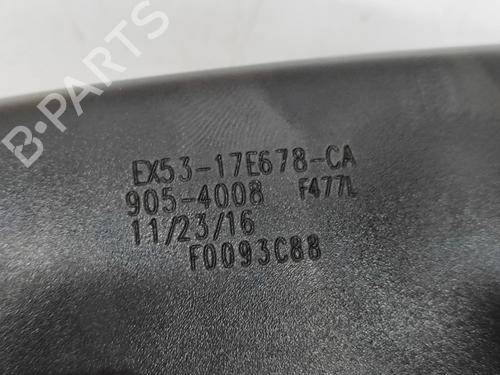 EX53-17E678-CA
905-4008 F477L
11/23/16
F0093C88
B-PARTS